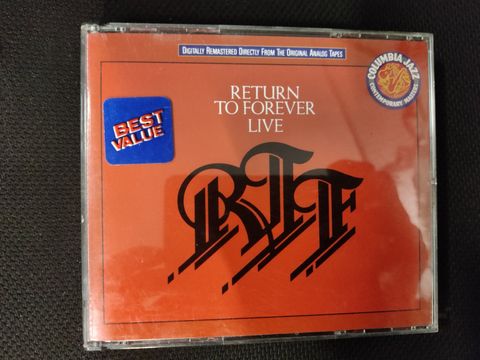 DIGITALLY REMASTERED DIRECTLY FROM THE ORIGINAL ANALOG TAPES
COLUMBIA JAZZ
CONTEMPORARY MASTERS
BEST
VALUE
RETURN
TO FOREVER
LIVE
RTF